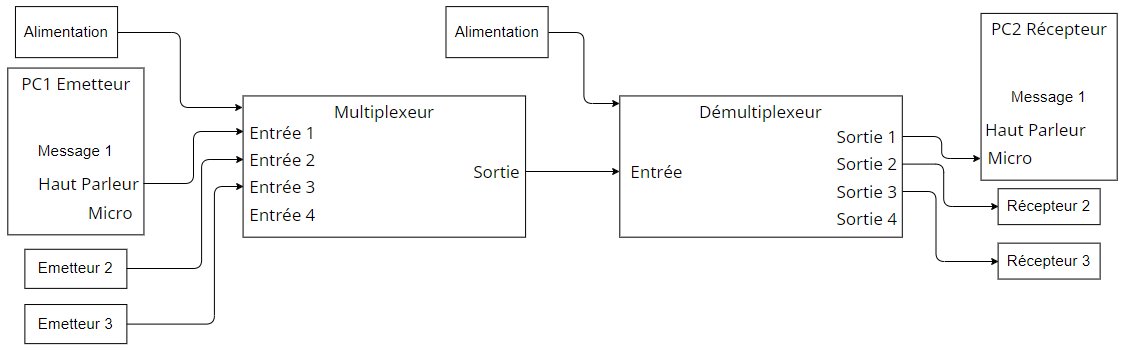 Alimentation
PC1 Emetteur
Message 1
Haut Parleur
Micro
Emetteur 2
Emetteur 3
Multiplexeur
Entrée 1
Entrée 2
Entrée 3
Entrée 4
Sortie
Alimentation
Démultiplexeur
Entrée
Sortie 1
Sortie 2
Sortie 3
Sortie 4
PC2 Récepteur
Message 1
Haut Parleur
Micro
Récepteur 2
Récepteur 3